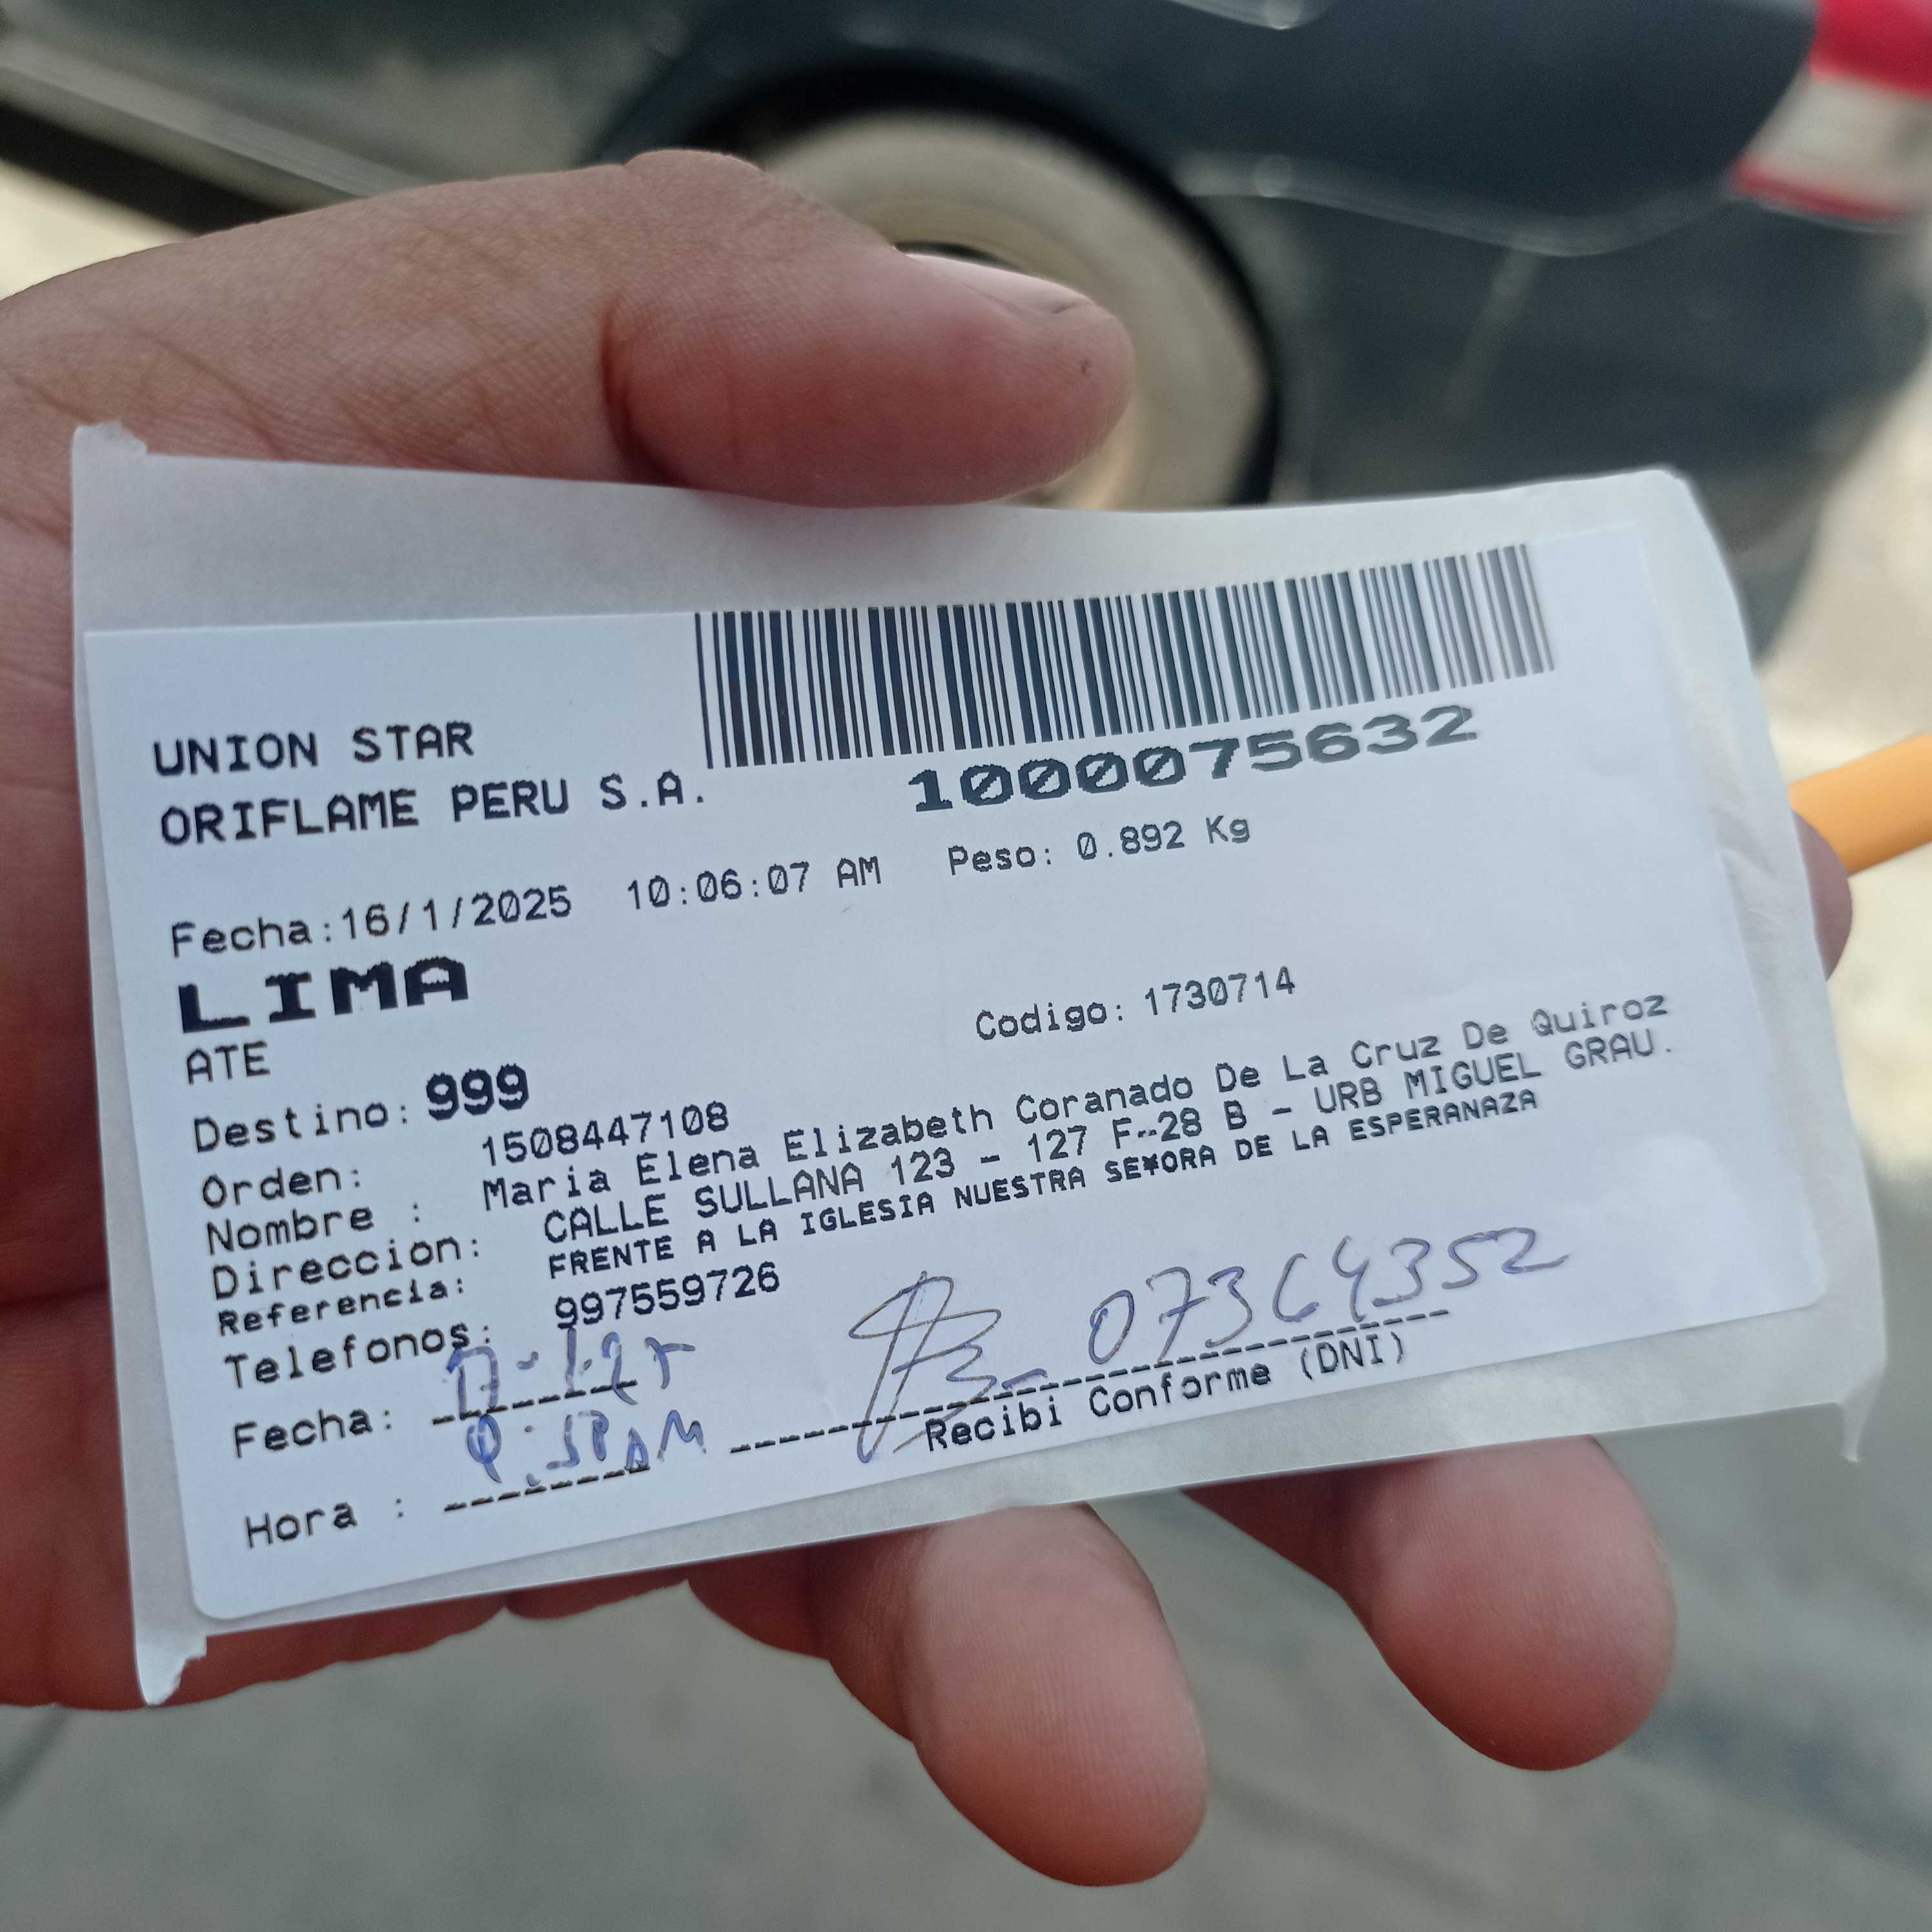 UNION STAR
ORIFLAME PERU S.A.
1000075632
Fecha:16/1/2025 10:06:07 AM Peso: 0.892 Kg
LIMA
ATE
Codigo: 1730714
Destino: 999
Orden: 1508447108
Nombre : Maria Elena Elizabeth Coranado De La Cruz De Quiroz
Direccion: CALLE SULLANA 123 - 127 F--28 B - URB MIGUEL GRAU.
Referencia: FRENTE A LA IGLESIA NUESTRA SE¥ORA DE LA ESPERANAZA
Telefonos: 997559726
Fecha:
07364352
Recibi Conforme (DNI)
Hora :